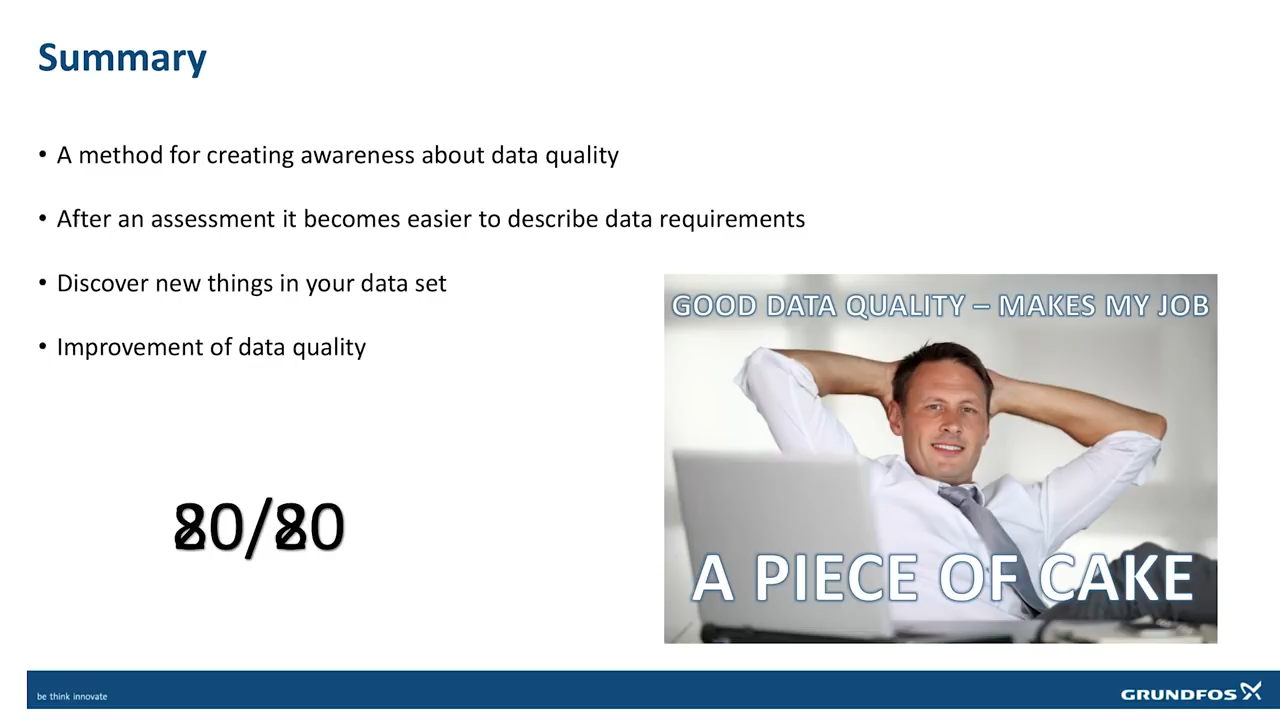 Summary
• A method for creating awareness about data quality
• After an assessment it becomes easier to describe data requirements
• Discover new things in your data set
• Improvement of data quality
GOOD DATA QUALITY – MAKES MY JOB
A PIECE OF CAKE
be think innovate
GRUNDFOS